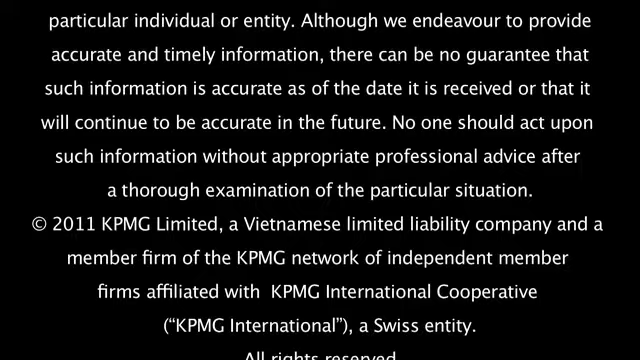 particular individual or entity. Although we endeavour to provide
accurate and timely information, there can be no guarantee that
such information is accurate as of the date it is received or that it
will continue to be accurate in the future. No one should act upon
such information without appropriate professional advice after
a thorough examination of the particular situation.
© 2011 KPMG Limited, a Vietnamese limited liability company and a
member firm of the KPMG network of independent member
firms affiliated with  KPMG International Cooperative
(“KPMG International”), a Swiss entity.
All rights reserved